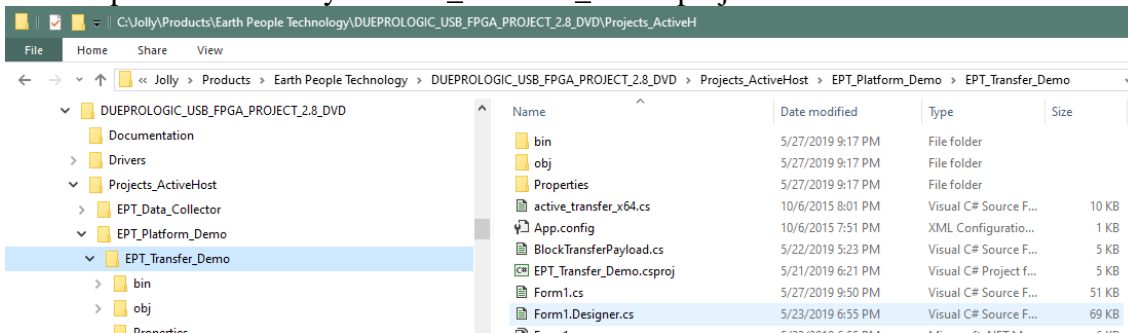 C:\Jolly\Products\Earth People Technology\DUEPROLOGIC_USB_FPGA_PROJECT_2.8_DVD\Projects_ActiveH
File Home Share View
« Jolly > Products > Earth People Technology > DUEPROLOGIC_USB_FPGA_PROJECT_2.8_DVD > Projects_ActiveHost > EPT_Platform_Demo > EPT_Transfer_Demo
DUEPROLOGIC_USB_FPGA_PROJECT_2.8_DVD
Documentation
Drivers
Projects_ActiveHost
EPT_Data_Collector
EPT_Platform_Demo
EPT_Transfer_Demo
bin
obj
Properties
Name Date modified Type Size
bin 5/27/2019 9:17 PM File folder
obj 5/27/2019 9:17 PM File folder
Properties 5/27/2019 9:17 PM File folder
active_transfer_x64.cs 10/6/2015 8:01 PM Visual C# Source F... 10 KB
App.config 10/6/2015 7:51 PM XML Configuratio... 1 KB
BlockTransferPayload.cs 5/22/2019 5:23 PM Visual C# Source F... 5 KB
C# EPT_Transfer_Demo.csproj 5/21/2019 6:21 PM Visual C# Project f... 5 KB
Form1.cs 5/27/2019 9:50 PM Visual C# Source F... 51 KB
Form1.Designer.cs 5/23/2019 6:55 PM Visual C# Source F... 69 KB